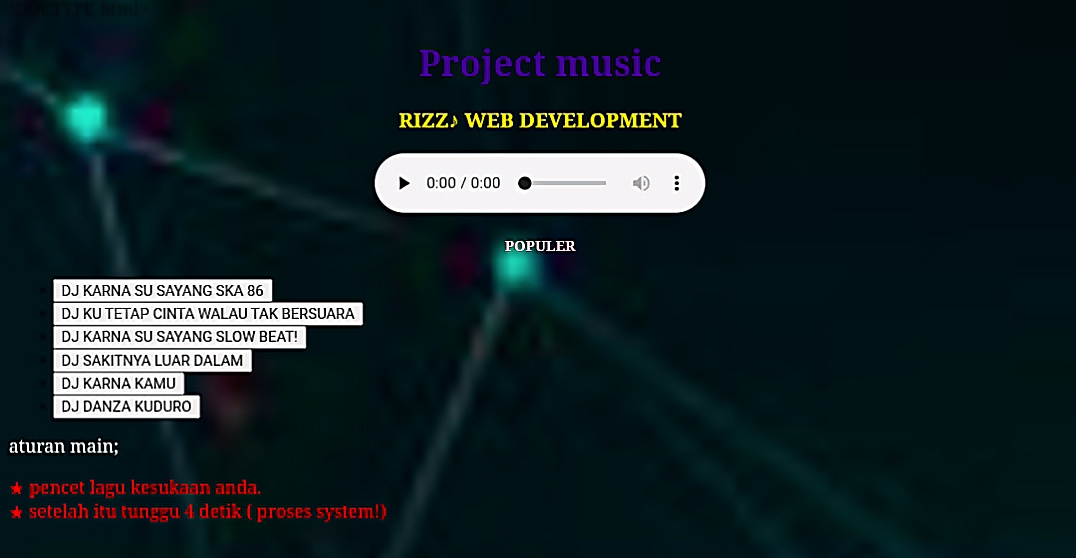 Project music
RIZZ♪ WEB DEVELOPMENT
0:00 / 0:00
POPULER
DJ KARNA SU SAYANG SKA 86
DJ KU TETAP CINTA WALAU TAK BERSUARA
DJ KARNA SU SAYANG SLOW BEAT!
DJ SAKITNYA LUAR DALAM
DJ KARNA KAMU
DJ DANZA KUDURO
aturan main;
★ pencet lagu kesukaan anda.
★ setelah itu tunggu 4 detik ( proses system!)